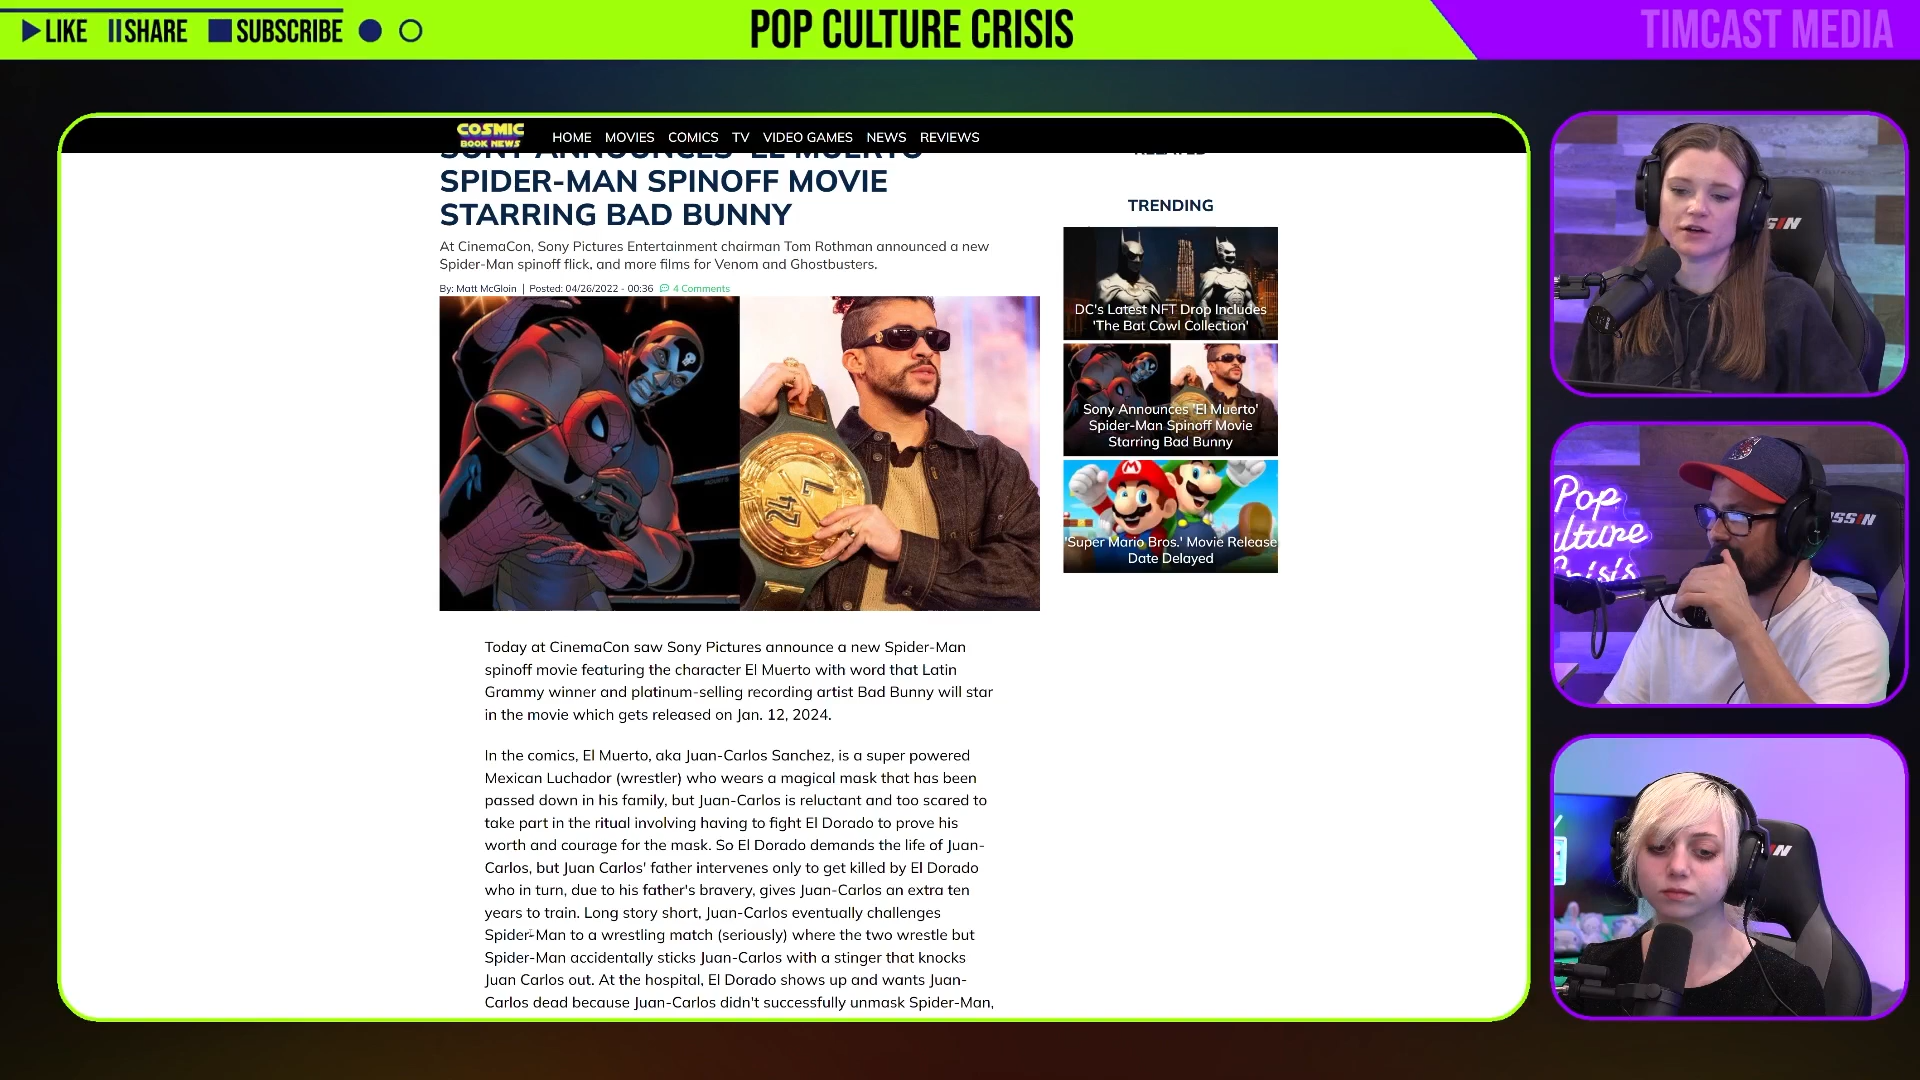 LIKE SHARE SUBSCRIBE
POP CULTURE CRISIS
TIMCAST MEDIA
COSMIC
BOOK NEWS
HOME MOVIES COMICS TV VIDEO GAMES NEWS REVIEWS
SONY ANNOUNCES 'EL MUERTO'
SPIDER-MAN SPINOFF MOVIE
STARRING BAD BUNNY
At CinemaCon, Sony Pictures Entertainment chairman Tom Rothman announced a new
Spider-Man spinoff flick, and more films for Venom and Ghostbusters.
By: Matt McGloin | Posted: 04/26/2022 - 00:36 4 Comments
24/7
Today at CinemaCon saw Sony Pictures announce a new Spider-Man
spinoff movie featuring the character El Muerto with word that Latin
Grammy winner and platinum-selling recording artist Bad Bunny will star
in the movie which gets released on Jan. 12, 2024.
In the comics, El Muerto, aka Juan-Carlos Sanchez, is a super powered
Mexican Luchador (wrestler) who wears a magical mask that has been
passed down in his family, but Juan-Carlos is reluctant and too scared to
take part in the ritual involving having to fight El Dorado to prove his
worth and courage for the mask. So El Dorado demands the life of Juan-
Carlos, but Juan Carlos' father intervenes only to get killed by El Dorado
who in turn, due to his father's bravery, gives Juan-Carlos an extra ten
years to train. Long story short, Juan-Carlos eventually challenges
Spider-Man to a wrestling match (seriously) where the two wrestle but
Spider-Man accidentally sticks Juan-Carlos with a stinger that knocks
Juan Carlos out. At the hospital, El Dorado shows up and wants Juan-
Carlos dead because Juan-Carlos didn't successfully unmask Spider-Man,
RELATED
TRENDING
DC's Latest NFT Drop Includes
'The Bat Cowl Collection'
Sony Announces 'El Muerto'
Spider-Man Spinoff Movie
Starring Bad Bunny
'Super Mario Bros.' Movie Release
Date Delayed
SIN
Pop
ulture
Crisis
SSIN
IN